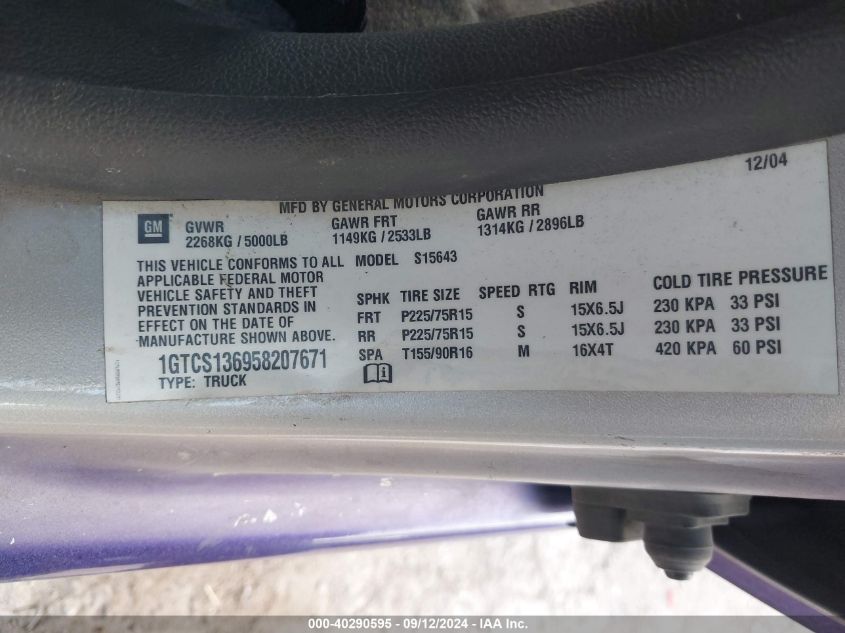 12/04
MFD BY GENERAL MOTORS CORPORATION
GM GVWR GAWR FRT GAWR RR
2268KG / 5000LB 1149KG / 2533LB 1314KG / 2896LB
THIS VEHICLE CONFORMS TO ALL
APPLICABLE FEDERAL MOTOR
VEHICLE SAFETY AND THEFT
PREVENTION STANDARDS IN
EFFECT ON THE DATE OF
MANUFACTURE SHOWN ABOVE.
1GTCS136958207671
TYPE: TRUCK
MODEL S15643
SPHK TIRE SIZE SPEED RTG RIM COLD TIRE PRESSURE
FRT P225/75R15 S 15X6.5J 230 KPA 33 PSI
RR P225/75R15 S 15X6.5J 230 KPA 33 PSI
SPA T155/90R16 M 16X4T 420 KPA 60 PSI
000-40290595 - 09/12/2024 - IAA Inc.